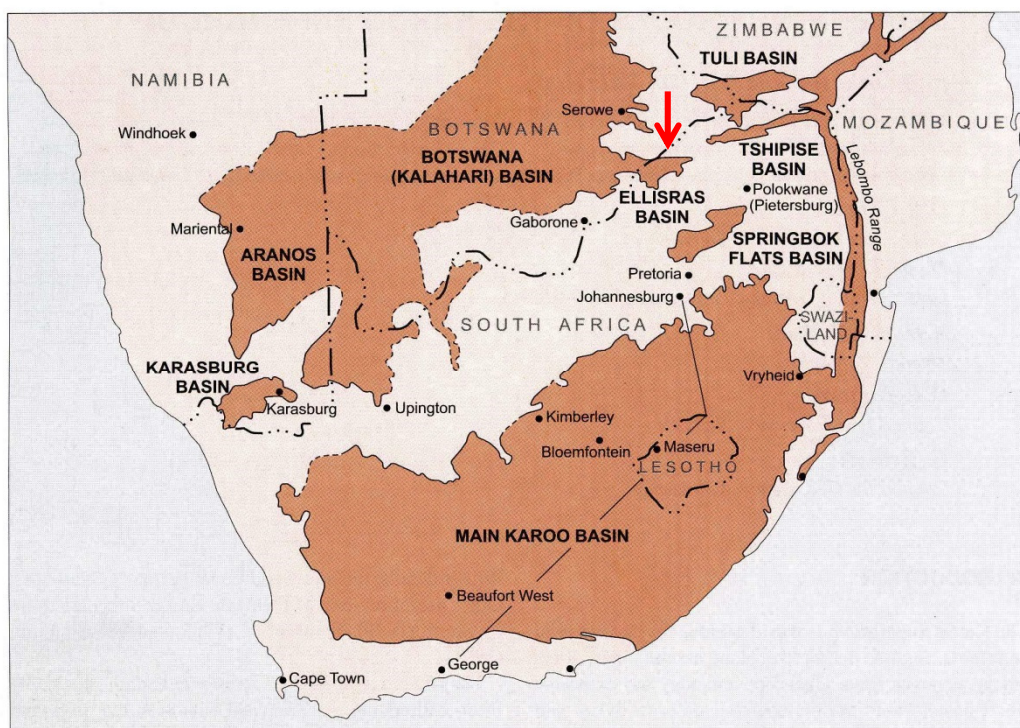 ZIMBABWE
TULI BASIN
NAMIBIA
Serowe
MOZAMBIQUE
Windhoek
BOTSWANA
BOTSWANA
(KALAHARI) BASIN
TSHIPISE
BASIN
Lebombo Range
ELLISRAS
BASIN
Polokwane
(Pietersburg)
Gaborone
Mariental
ARANOS
BASIN
SPRINGBOK
FLATS BASIN
Pretoria
Johannesburg
SOUTH AFRICA
SWAZI-
LAND
KARASBURG
BASIN
Vryheid
Karasburg
Upington
Kimberley
Bloemfontein
Maseru
LESOTHO
MAIN KAROO BASIN
Beaufort West
George
Cape Town